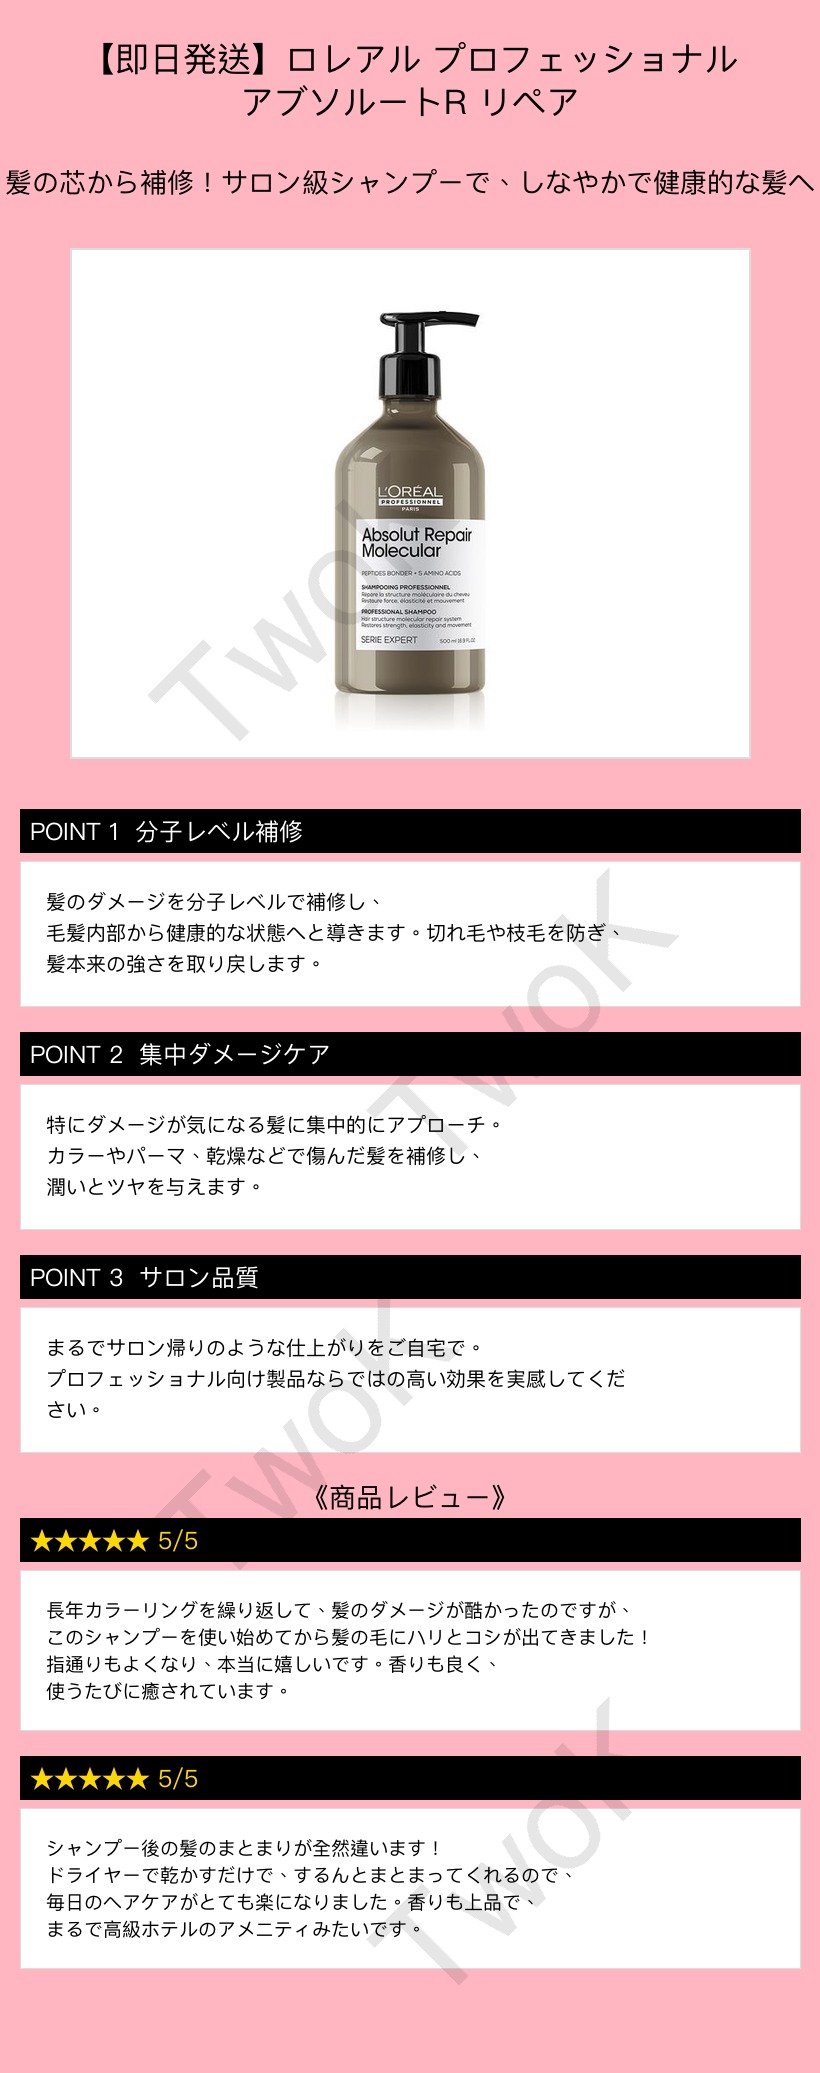 【即日発送】ロレアル プロフェッショナル
アブソルートR リペア
髪の芯から補修！サロン級シャンプーで、しなやかで健康的な髪へ
L'ORÉAL
PROFESSIONNEL
PARIS
Absolut Repair
Molecular
PEPTIDES BONDER + 5 AMINO ACIDS
SHAMPOOING PROFESSIONNEL
Répare la structure moléculaire du cheveu
Restaure force, élasticité et mouvement
PROFESSIONAL SHAMPOO
Hair structure molecular repair system
Restores strength, elasticity and movement
SERIE EXPERT 500 ml 16.9 FL.OZ.
TwoK
POINT 1 分子レベル補修
髪のダメージを分子レベルで補修し、
毛髪内部から健康的な状態へと導きます。切れ毛や枝毛を防ぎ、
髪本来の強さを取り戻します。
TwoK
POINT 2 集中ダメージケア
特にダメージが気になる髪に集中的にアプローチ。
カラーやパーマ、乾燥などで傷んだ髪を補修し、
潤いとツヤを与えます。
POINT 3 サロン品質
まるでサロン帰りのような仕上がりをご自宅で。
プロフェッショナル向け製品ならではの高い効果を実感してくだ
さい。
TwoK
《商品レビュー》
★★★★★ 5/5
長年カラーリングを繰り返して、髪のダメージが酷かったのですが、
このシャンプーを使い始めてから髪の毛にハリとコシが出てきました！
指通りもよくなり、本当に嬉しいです。香りも良く、
使うたびに癒されています。
★★★★★ 5/5
シャンプー後の髪のまとまりが全然違います！
ドライヤーで乾かすだけで、するんとまとまってくれるので、
毎日のヘアケアがとても楽になりました。香りも上品で、
まるで高級ホテルのアメニティみたいです。
TwoK